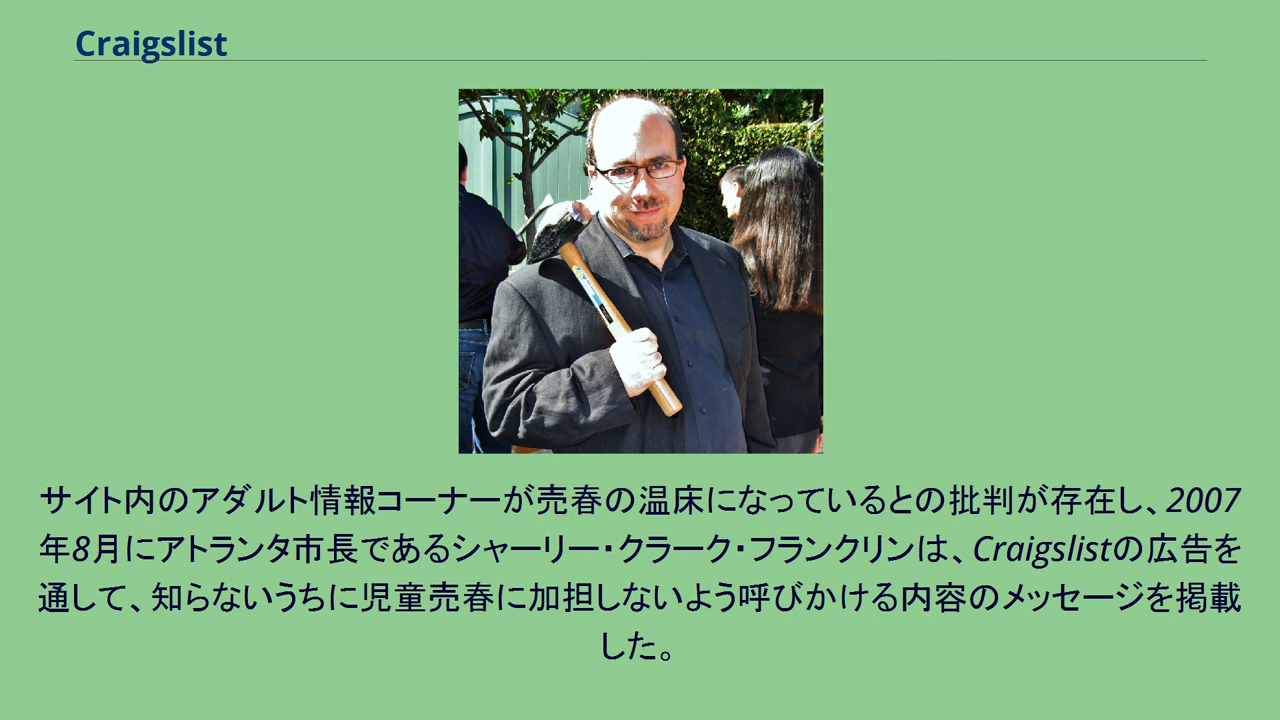 Craigslist
サイト内のアダルト情報コーナーが売春の温床になっているとの批判が存在し、2007
年8月にアトランタ市長であるシャーリー・クラーク・フランクリンは、Craigslistの広告を
通して、知らないうちに児童売春に加担しないよう呼びかける内容のメッセージを掲載
した。